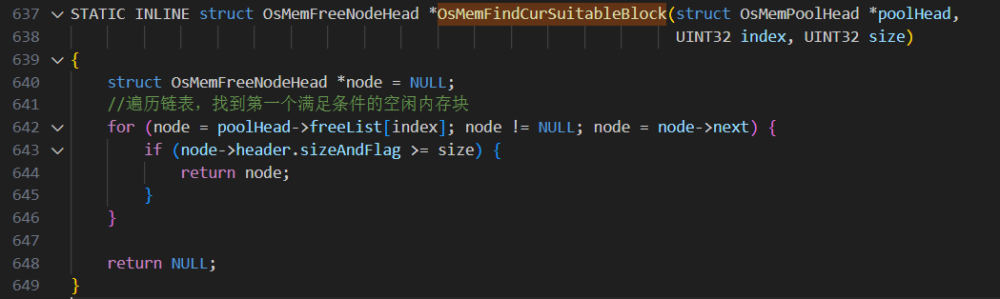 637 STATIC INLINE struct OsMemFreeNodeHead *OsMemFindCurSuitableBlock(struct OsMemPoolHead *poolHead,
638                                                                   UINT32 index, UINT32 size)
639 {
640     struct OsMemFreeNodeHead *node = NULL;
641     //遍历链表，找到第一个满足条件的空闲内存块
642     for (node = poolHead->freeList[index]; node != NULL; node = node->next) {
643         if (node->header.sizeAndFlag >= size) {
644             return node;
645         }
646     }
647
648     return NULL;
649 }